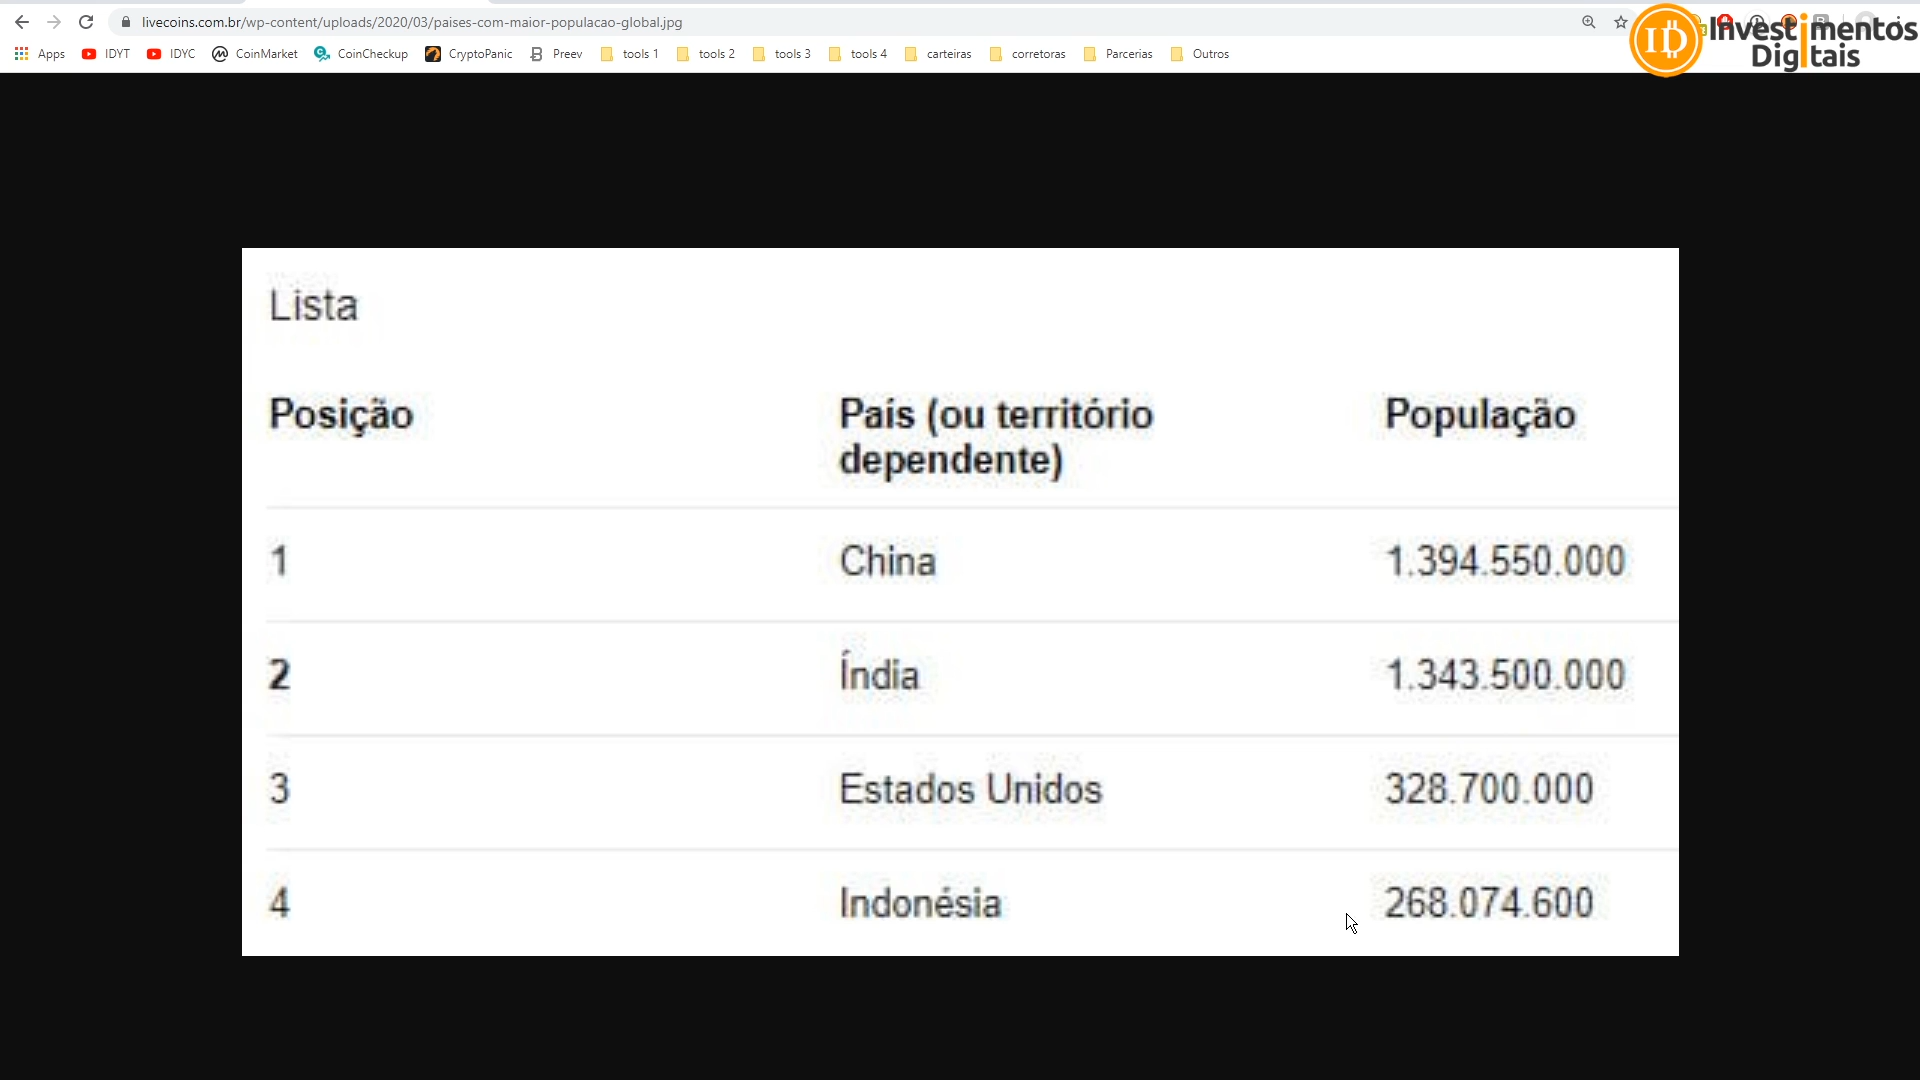 livecoins.com.br/wp-content/uploads/2020/03/paises-com-maior-populacao-global.jpg
Apps IDYT IDYC CoinMarket CoinCheckup CryptoPanic Preev tools 1 tools 2 tools 3 tools 4 carteiras corretoras Parcerias Outros
ID Investimentos
Digitais
Lista
Posição País (ou território População
dependente)
1 China 1.394.550.000
2 Índia 1.343.500.000
3 Estados Unidos 328.700.000
4 Indonésia 268.074.600